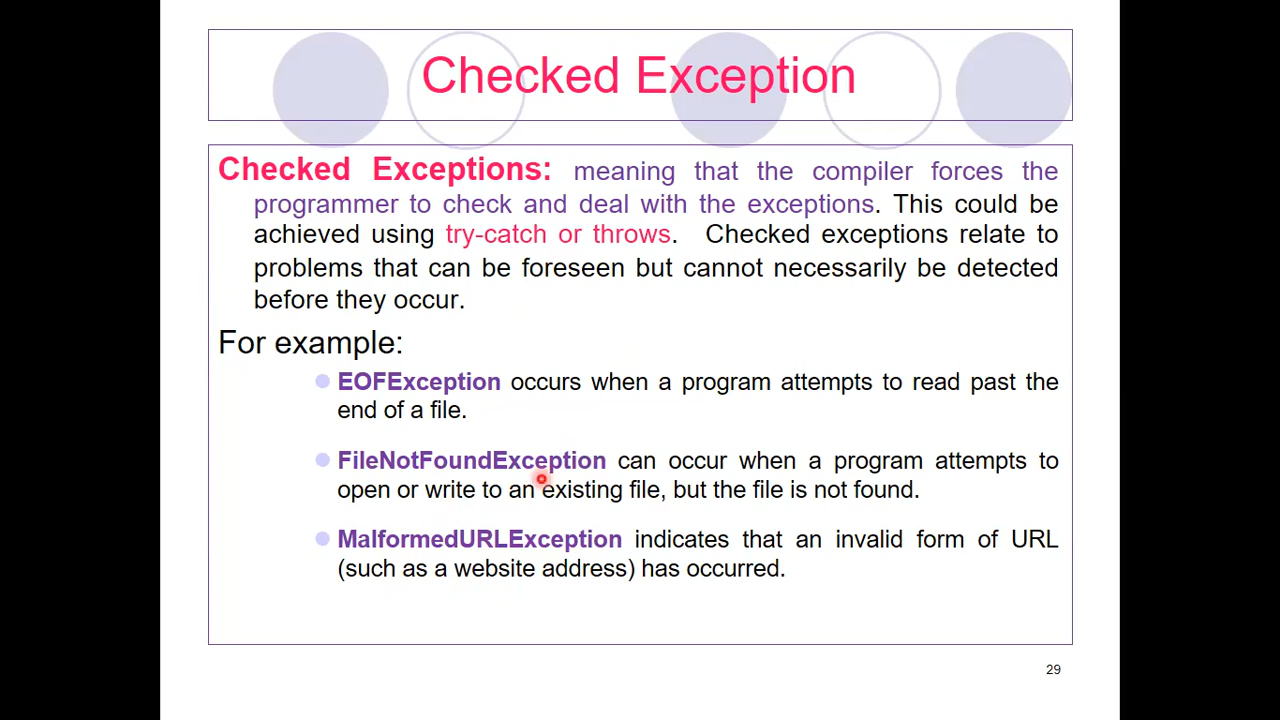 Checked Exception
Checked Exceptions: meaning that the compiler forces the
programmer to check and deal with the exceptions. This could be
achieved using try-catch or throws. Checked exceptions relate to
problems that can be foreseen but cannot necessarily be detected
before they occur.
For example:
EOFException occurs when a program attempts to read past the
end of a file.
FileNotFoundException can occur when a program attempts to
open or write to an existing file, but the file is not found.
MalformedURLException indicates that an invalid form of URL
(such as a website address) has occurred.
29